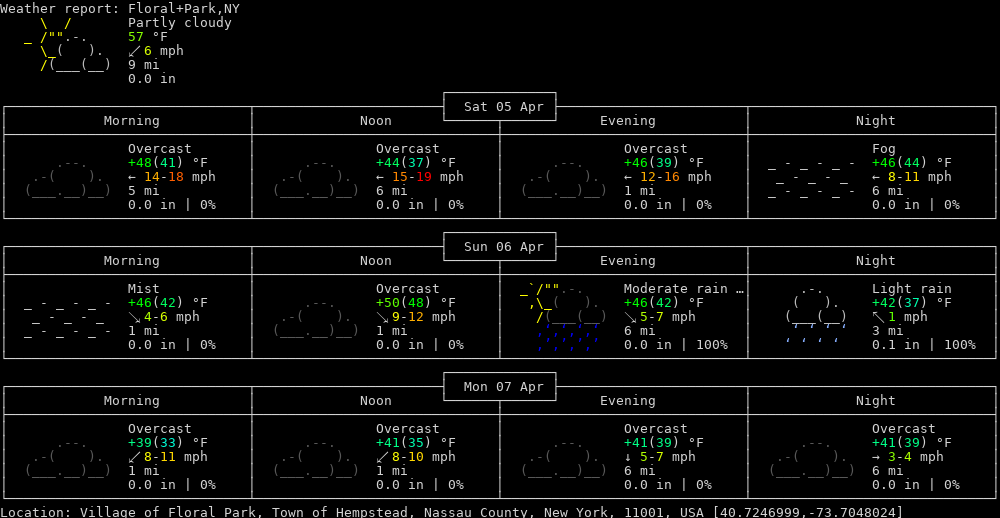 Weather report: Floral+Park,NY
Partly cloudy
57 °F
↙ 6 mph
9 mi
0.0 in
Sat 05 Apr
Morning Noon Evening Night
Overcast Overcast Overcast Fog
+48(41) °F +44(37) °F +46(39) °F +46(44) °F
← 14-18 mph ← 15-19 mph ← 12-16 mph ← 8-11 mph
5 mi 6 mi 1 mi 6 mi
0.0 in | 0% 0.0 in | 0% 0.0 in | 0% 0.0 in | 0%
Sun 06 Apr
Morning Noon Evening Night
Mist Overcast Moderate rain … Light rain
+46(42) °F +50(48) °F +46(42) °F +42(37) °F
↘ 4-6 mph ↘ 9-12 mph ↘ 5-7 mph ↖ 1 mph
1 mi 1 mi 6 mi 3 mi
0.0 in | 0% 0.0 in | 0% 0.0 in | 100% 0.1 in | 100%
Mon 07 Apr
Morning Noon Evening Night
Overcast Overcast Overcast Overcast
+39(33) °F +41(35) °F +41(39) °F +41(39) °F
↙ 8-11 mph ↙ 8-10 mph ↓ 5-7 mph → 3-4 mph
1 mi 1 mi 6 mi 6 mi
0.0 in | 0% 0.0 in | 0% 0.0 in | 0% 0.0 in | 0%
Location: Village of Floral Park, Town of Hempstead, Nassau County, New York, 11001, USA [40.7246999,-73.7048024]